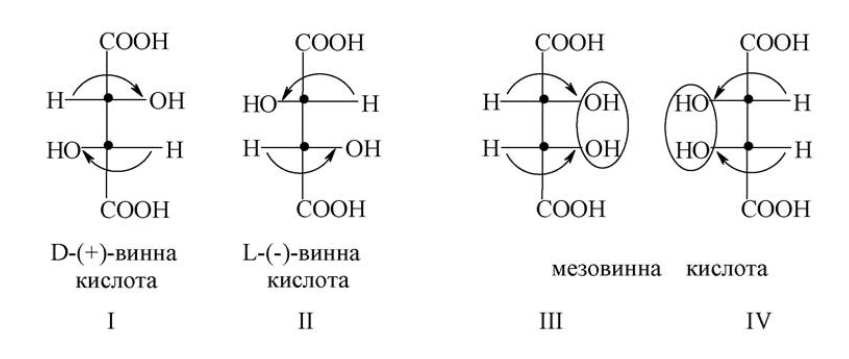 COOH COOH COOH COOH
H OH HO H H OH HO H
HO H H OH H OH HO H
COOH COOH COOH COOH
D-(+)-винна L-(-)-винна
кислота кислота мезовинна кислота
I II III IV